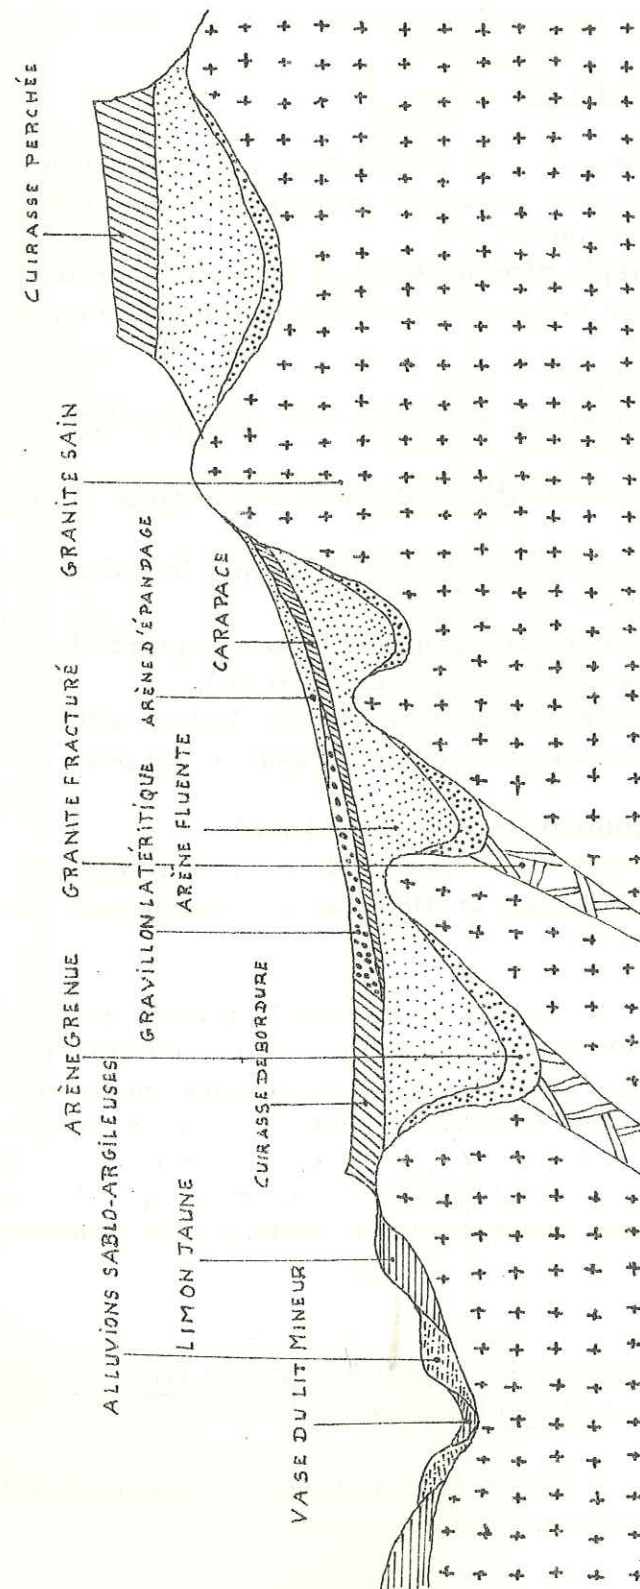 CUIRASSE PERCHÉE
GRANITE SAIN
GRANITE FRACTURÉ
ARÈNE GRENUE
ALLUVIONS SABLO-ARGILEUSES
ARÈNE D'ÉPANDAGE
GRAVILLON LATÉRITIQUE
CARAPACE
ARÈNE FLUENTE
CUIRASSE DE BORDURE
LIMON JAUNE
VASE DU LIT MINEUR